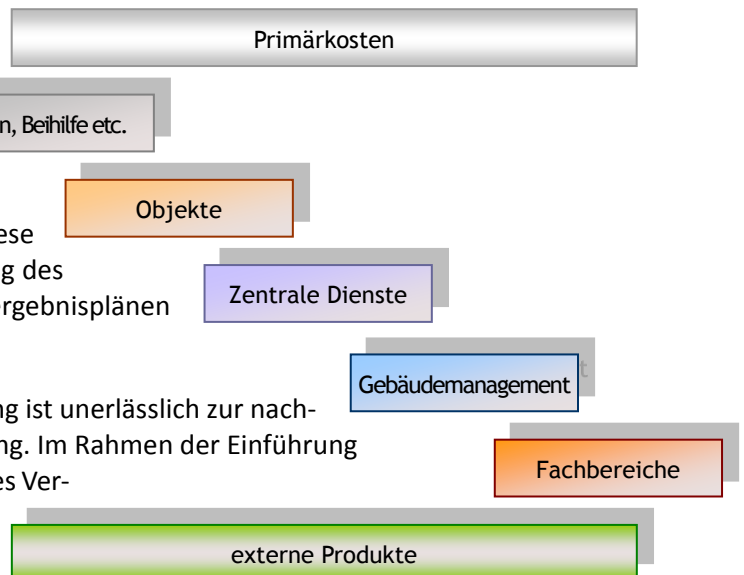 Primärkosten
n, Beihilfe etc.
Objekte
ese
g des
ergebnisplänen
Zentrale Dienste
t
Gebäudemanagement
ng ist unerlässlich zur nach-
ng. Im Rahmen der Einführung
es Ver-
Fachbereiche
externe Produkte